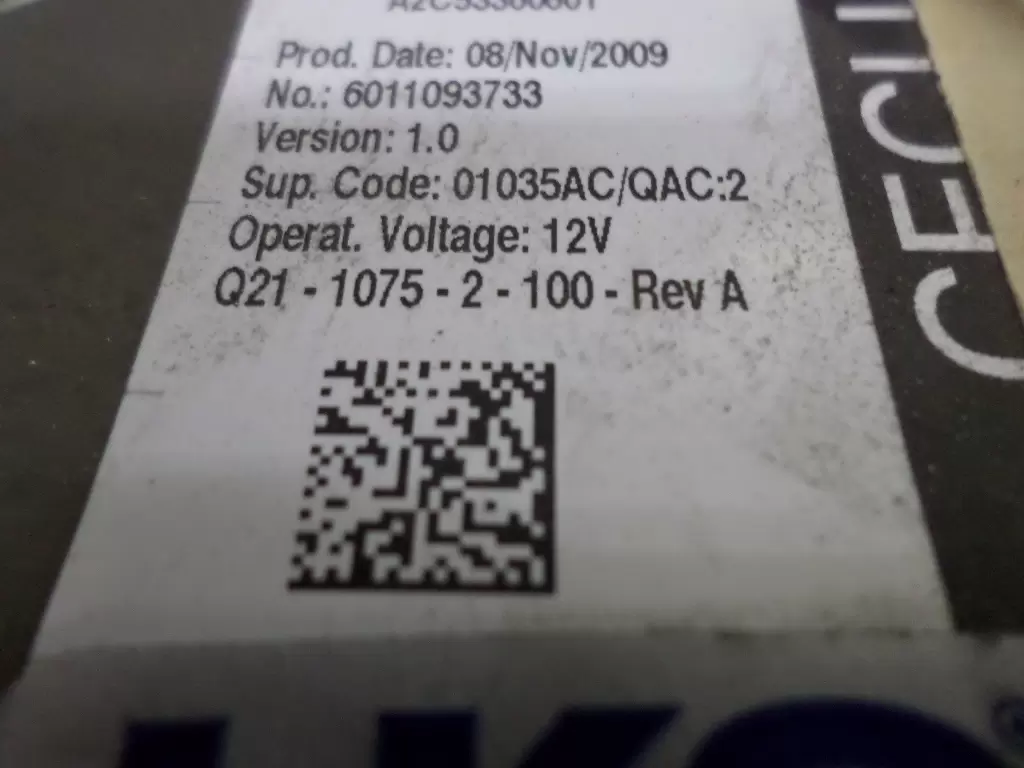 Prod. Date: 08/Nov/2009
No.: 6011093733
Version: 1.0
Sup. Code: 01035AC/QAC:2
Operat. Voltage: 12V
Q21 - 1075 - 2 - 100 - Rev A